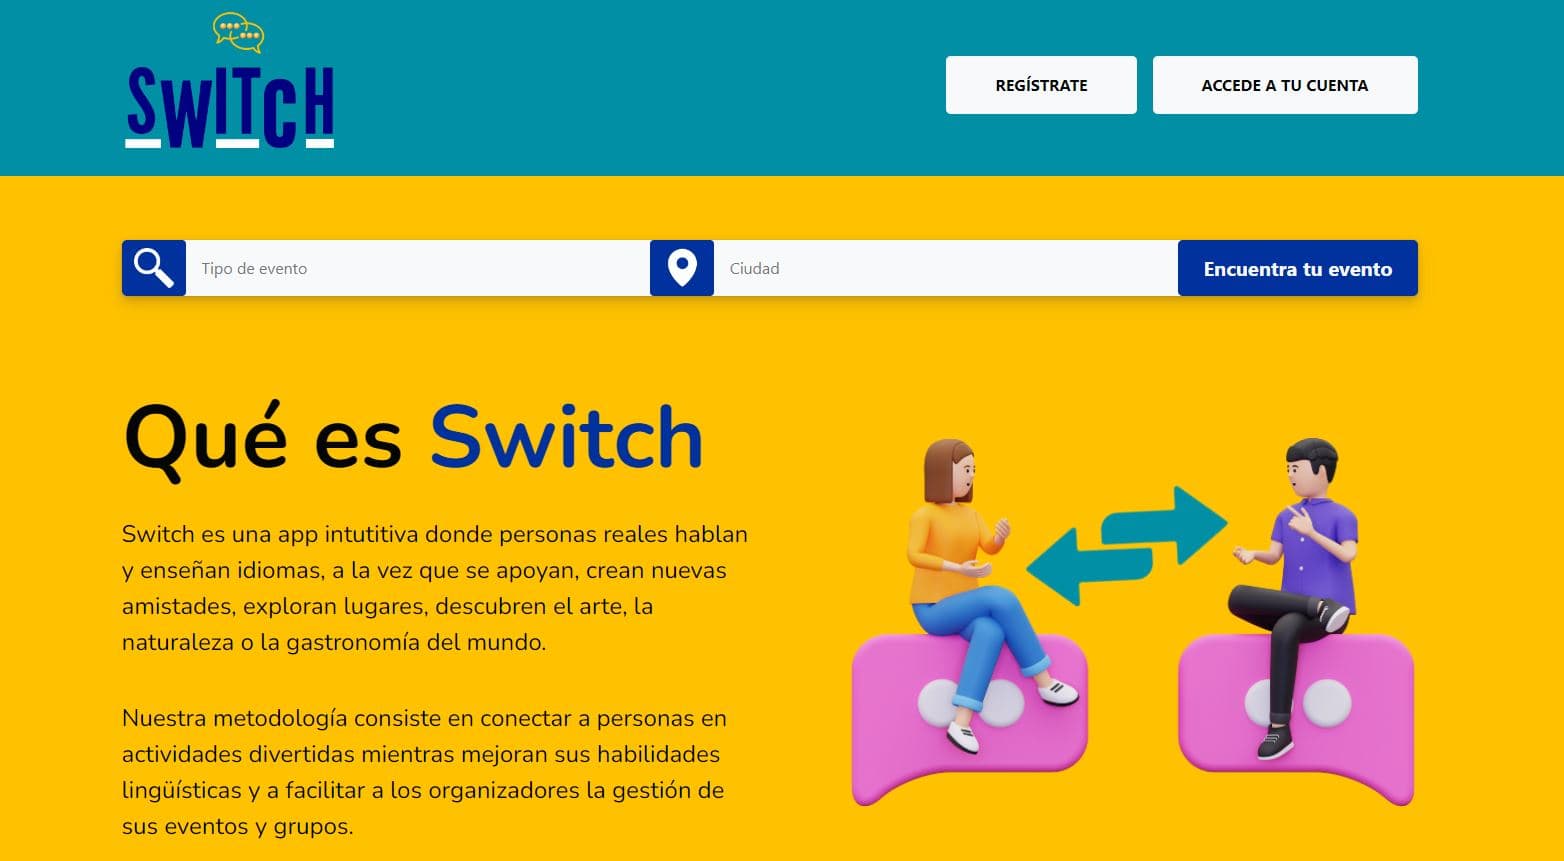 SWITCH
REGÍSTRATE
ACCEDE A TU CUENTA
Tipo de evento
Ciudad
Encuentra tu evento
Qué es Switch
Switch es una app intutitiva donde personas reales hablan
y enseñan idiomas, a la vez que se apoyan, crean nuevas
amistades, exploran lugares, descubren el arte, la
naturaleza o la gastronomía del mundo.
Nuestra metodología consiste en conectar a personas en
actividades divertidas mientras mejoran sus habilidades
lingüísticas y a facilitar a los organizadores la gestión de
sus eventos y grupos.